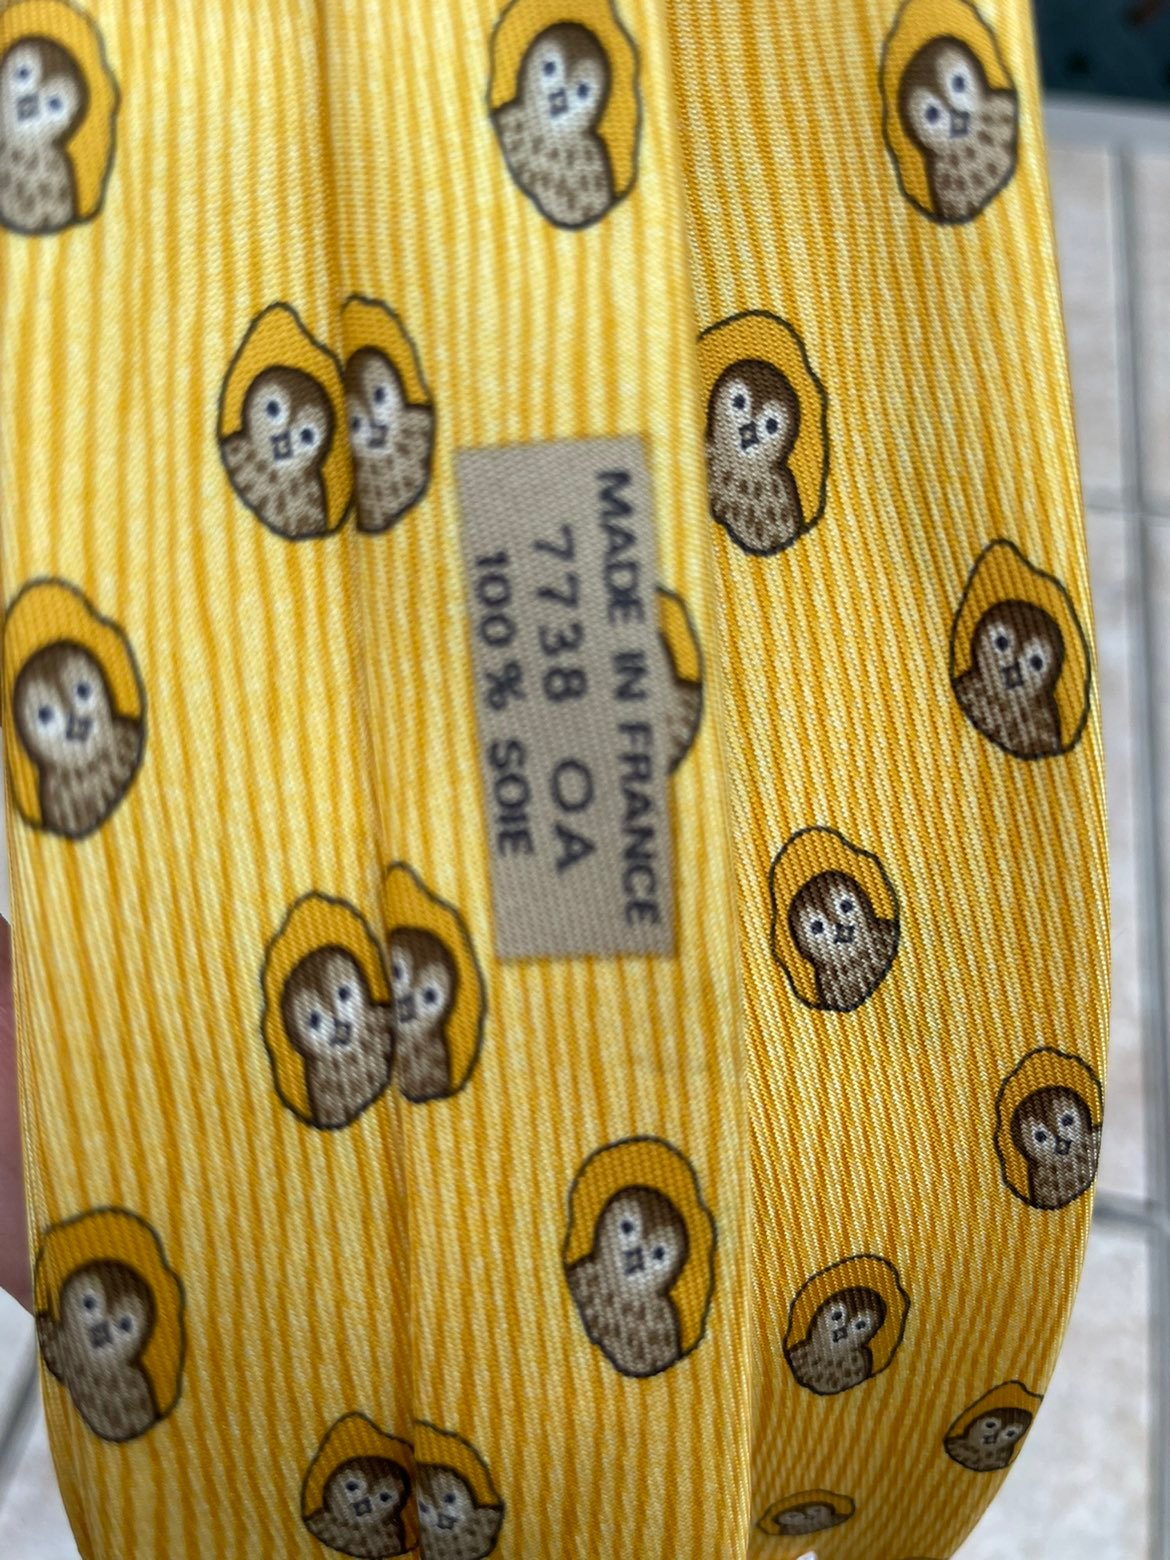 MADE IN FRANCE
7738 OA
100% SOIE